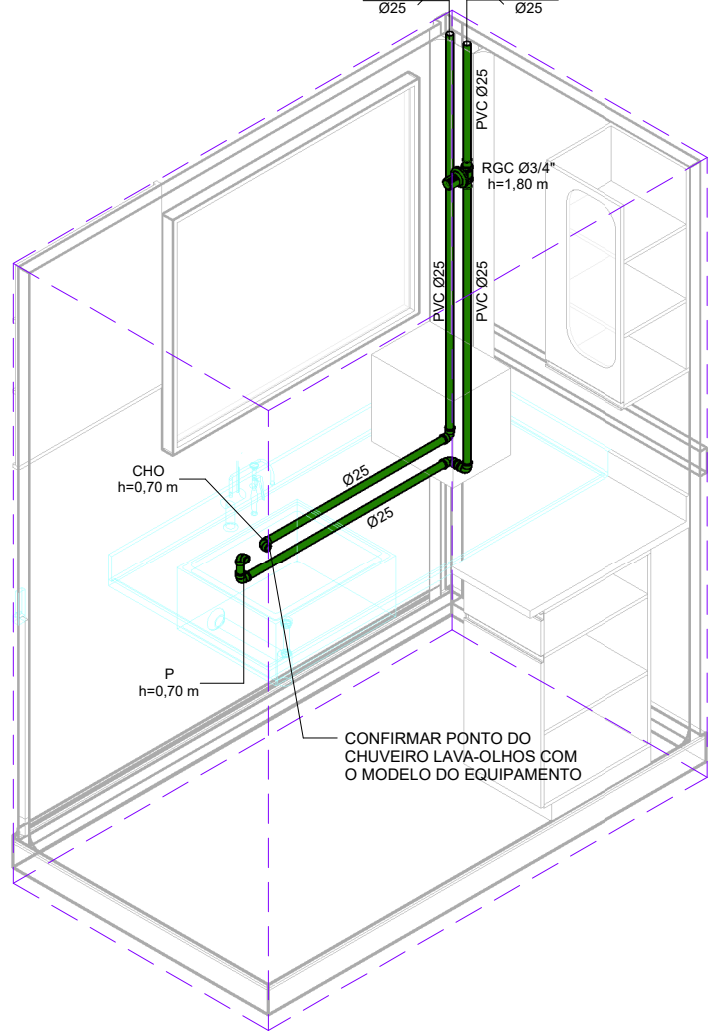 Ø25
Ø25
PVC Ø25
RGC Ø3/4"
h=1,80 m
PVC Ø25
PVC Ø25
CHO
h=0,70 m
Ø25
Ø25
P
h=0,70 m
CONFIRMAR PONTO DO
CHUVEIRO LAVA-OLHOS COM
O MODELO DO EQUIPAMENTO